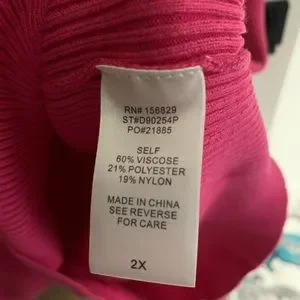 RN# 156829
ST#D90254P
PO#21885
SELF
60% VISCOSE
21% POLYESTER
19% NYLON
MADE IN CHINA
SEE REVERSE
FOR CARE
2X